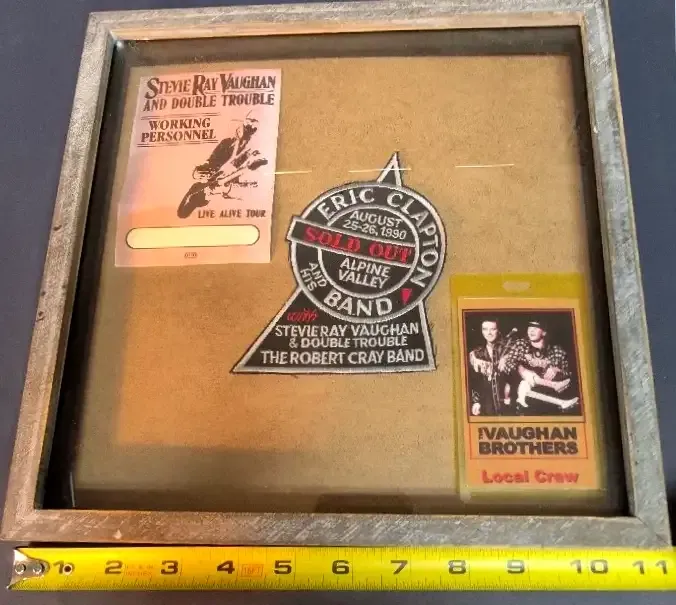 STEVIE RAY VAUGHAN
AND DOUBLE TROUBLE
WORKING
PERSONNEL
LIVE ALIVE TOUR
ERIC CLAPTON
AUGUST
25-26, 1990
SOLD OUT
ALPINE
VALLEY
AND
HIS
BAND
with
STEVIE RAY VAUGHAN
& DOUBLE TROUBLE
THE ROBERT CRAY BAND
THE VAUGHAN
BROTHERS
Local Crew
1 2 3 4 5 6 7 8 9 10 11